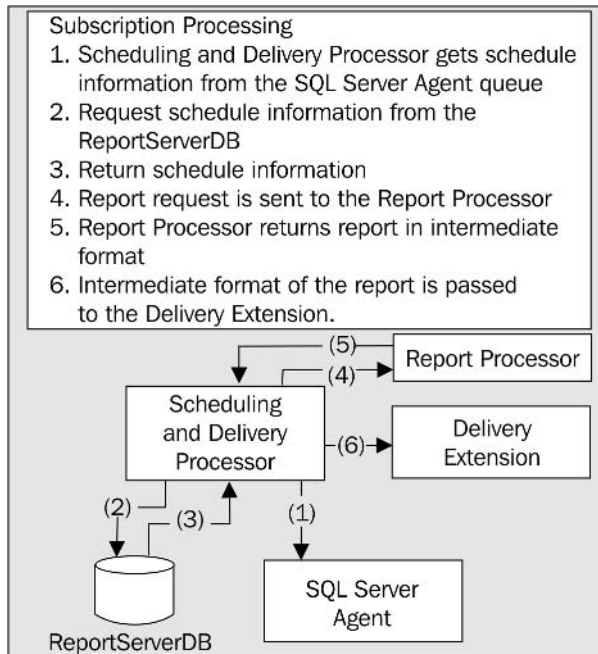 Subscription Processing
1. Scheduling and Delivery Processor gets schedule
information from the SQL Server Agent queue
2. Request schedule information from the
ReportServerDB
3. Return schedule information
4. Report request is sent to the Report Processor
5. Report Processor returns report in intermediate
format
6. Intermediate format of the report is passed
to the Delivery Extension.
(5)
Report Processor
(4)
Scheduling
and Delivery
Processor
(6)
Delivery
Extension
(2)
(3)
(1)
SQL Server
Agent
ReportServerDB